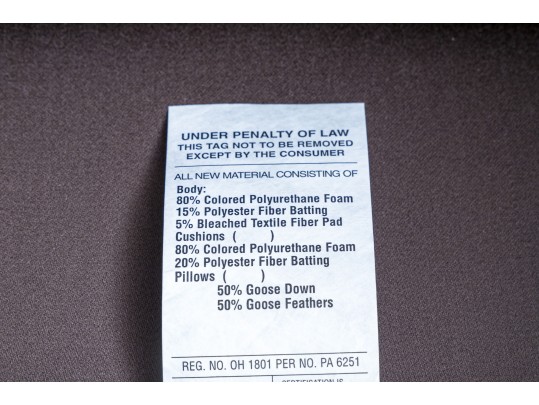 UNDER PENALTY OF LAW
THIS TAG NOT TO BE REMOVED
EXCEPT BY THE CONSUMER
ALL NEW MATERIAL CONSISTING OF
Body:
80% Colored Polyurethane Foam
15% Polyester Fiber Batting
5% Bleached Textile Fiber Pad
Cushions ( )
80% Colored Polyurethane Foam
20% Polyester Fiber Batting
Pillows ( )
50% Goose Down
50% Goose Feathers
REG. NO. OH 1801 PER NO. PA 6251
CERTIFICATION IS